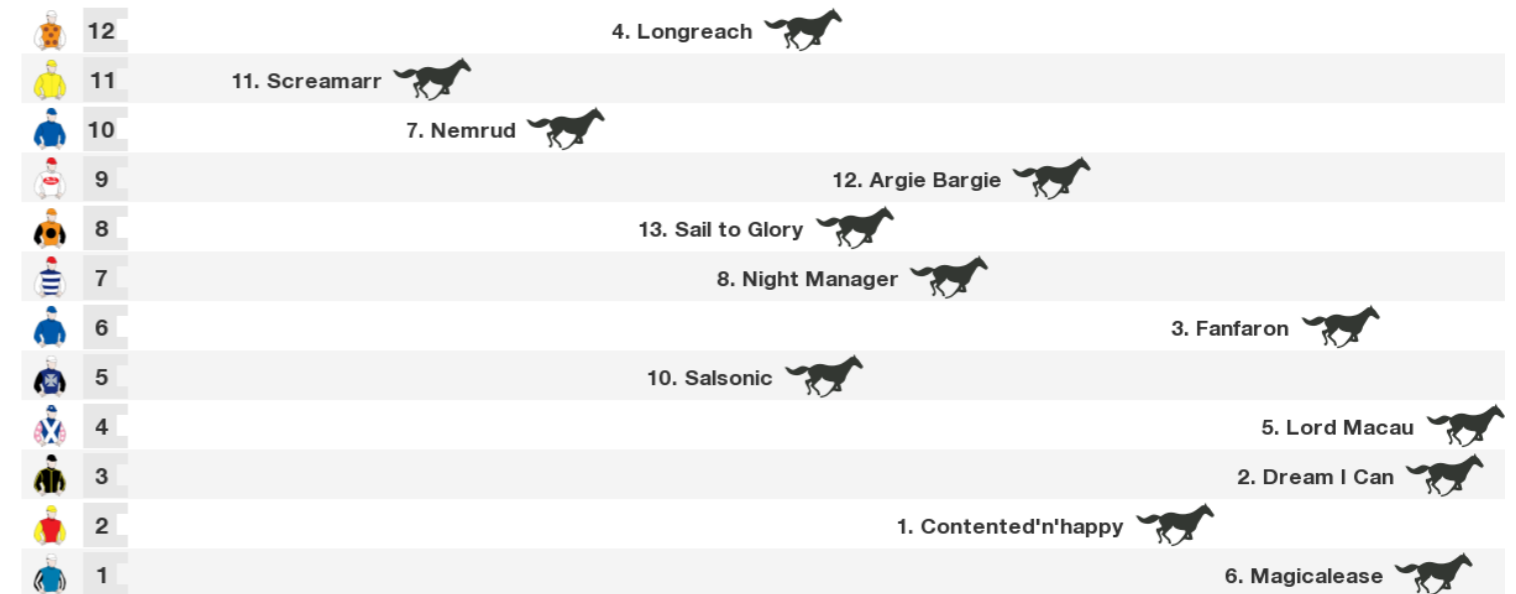 12 4. Longreach
11 11. Screamarr
10 7. Nemrud
9 12. Argie Bargie
8 13. Sail to Glory
7 8. Night Manager
6 3. Fanfaron
5 10. Salsonic
4 5. Lord Macau
3 2. Dream I Can
2 1. Contented'n'happy
1 6. Magicalease